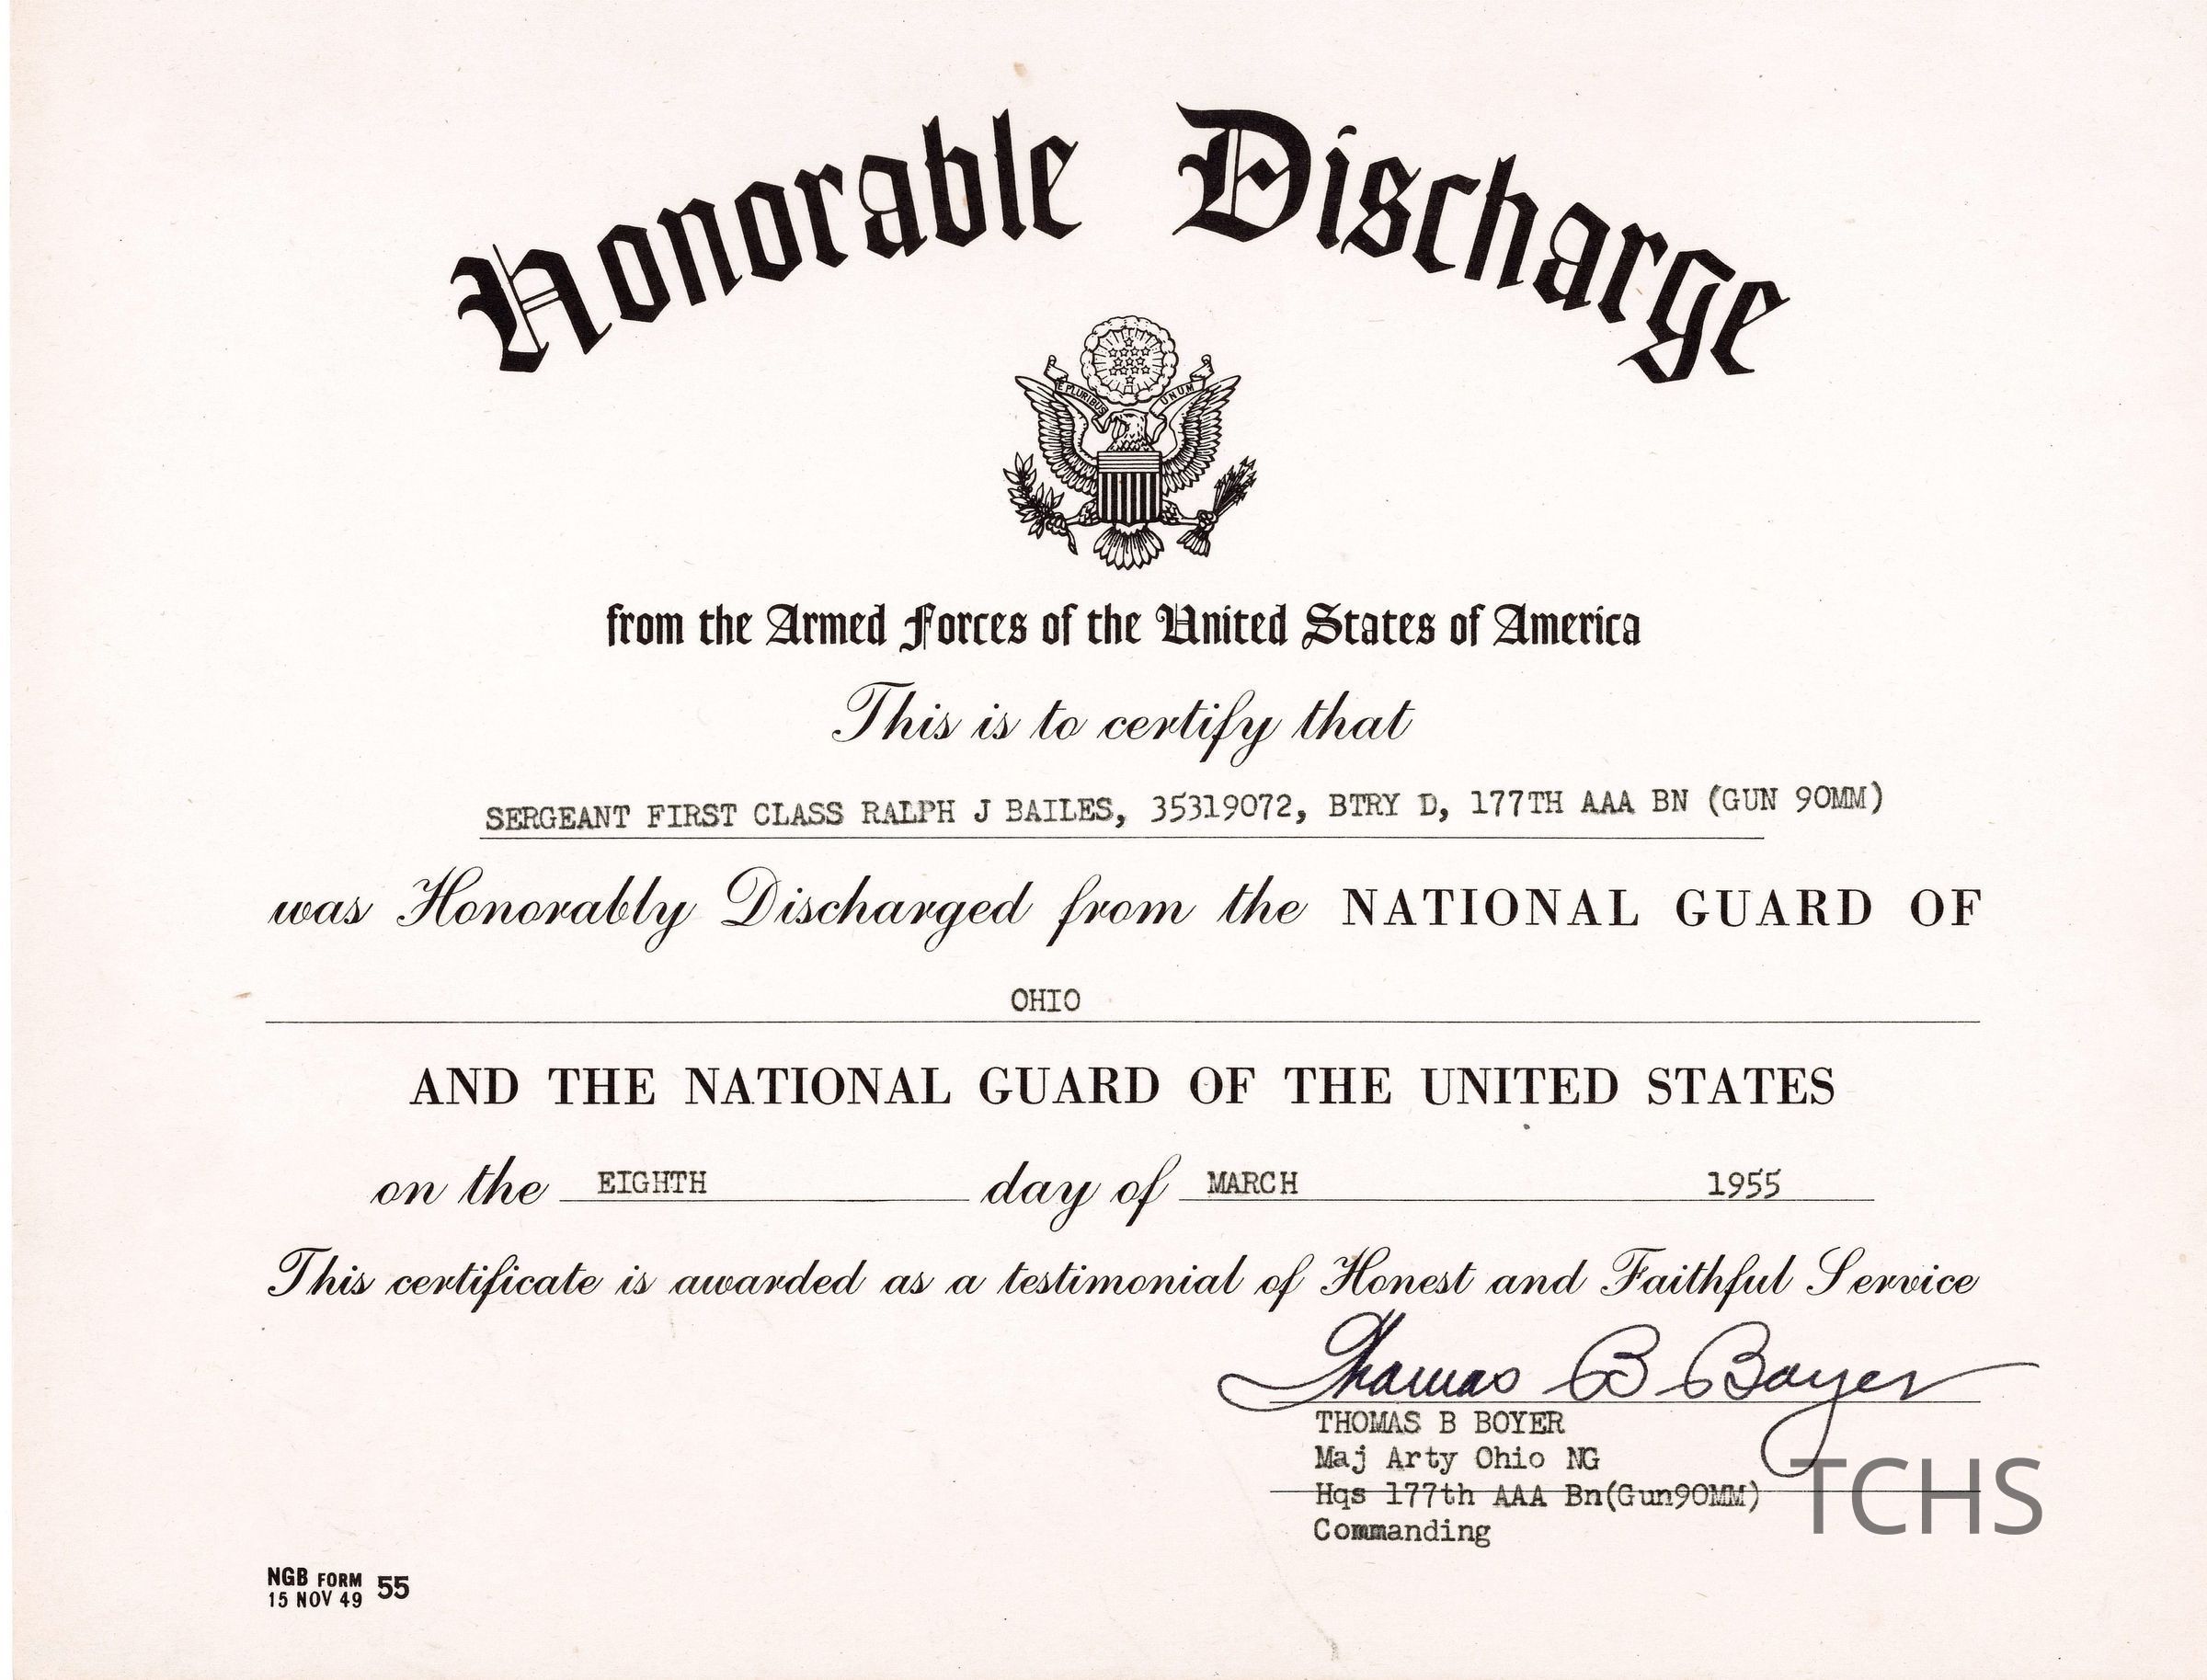 Honorable Discharge
E PLURIBUS UNUM
from the Armed Forces of the United States of America
This is to certify that
SERGEANT FIRST CLASS RALPH J BAILES, 35319072, BTRY D, 177TH AAA BN (GUN 90MM)
was Honorably Discharged from the NATIONAL GUARD OF
OHIO
AND THE NATIONAL GUARD OF THE UNITED STATES
on the EIGHTH day of MARCH 1955
This certificate is awarded as a testimonial of Honest and Faithful Service
Thomas B Boyer
THOMAS B BOYER
Maj Arty Ohio NG
Hqs 177th AAA Bn(Gun90MM)
Commanding
TCHS
NGB FORM 55
15 NOV 49